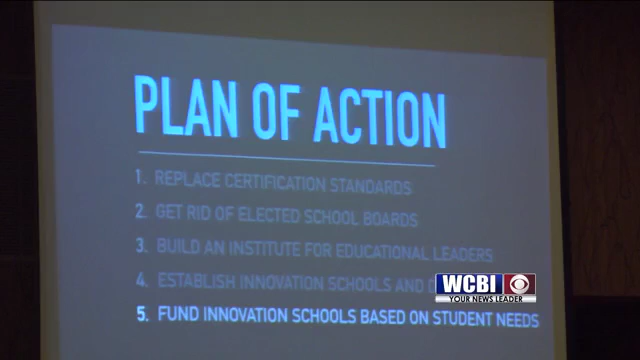 PLAN OF ACTION
1. REPLACE CERTIFICATION STANDARDS
2. GET RID OF ELECTED SCHOOL BOARDS
3. BUILD AN INSTITUTE FOR EDUCATIONAL LEADERS
4. ESTABLISH INNOVATION SCHOOLS AND
5. FUND INNOVATION SCHOOLS BASED ON STUDENT NEEDS
WCBI
YOUR NEWS LEADER